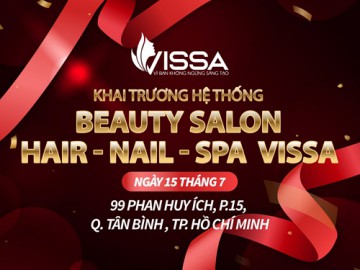 VISSA
VÌ BẠN KHÔNG NGỪNG SÁNG TẠO
KHAI TRƯƠNG HỆ THỐNG
BEAUTY SALON
HAIR - NAIL - SPA VISSA
NGÀY 15 THÁNG 7
99 PHAN HUY ÍCH, P.15,
Q. TÂN BÌNH , TP. HỒ CHÍ MINH